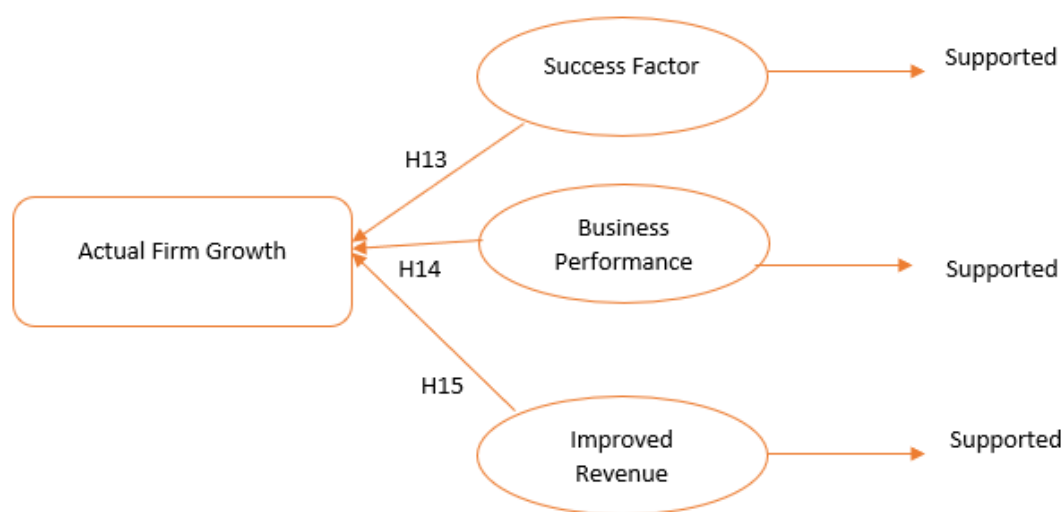 Success Factor
Supported
H13
Actual Firm Growth
Business
Performance
H14
Supported
H15
Improved
Revenue
Supported